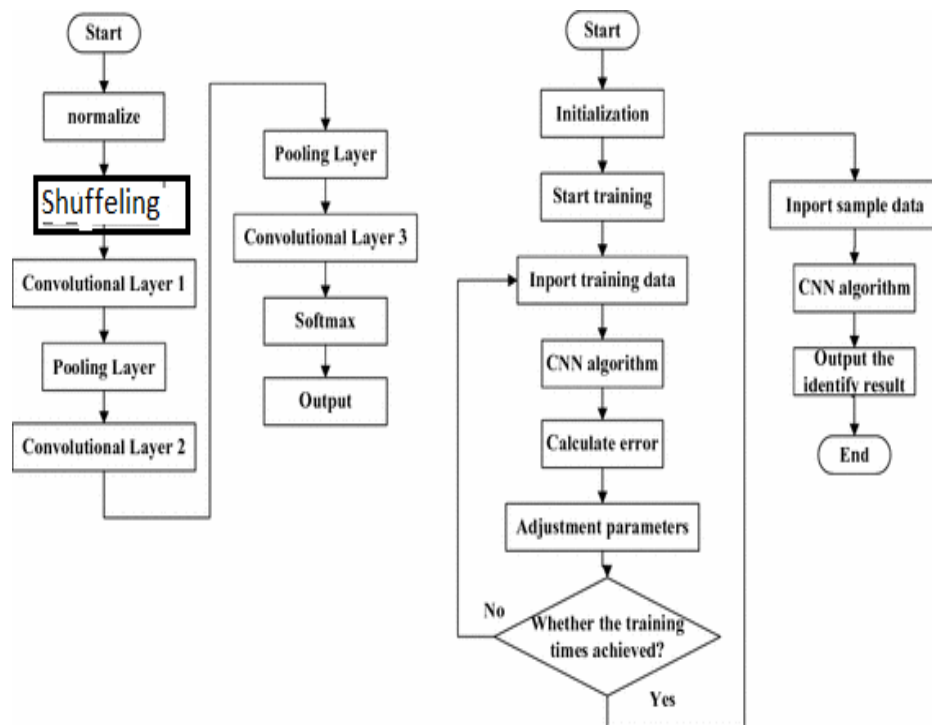 Start
normalize
Shuffeling
Convolutional Layer 1
Pooling Layer
Convolutional Layer 2
Pooling Layer
Convolutional Layer 3
Softmax
Output
Start
Initialization
Start training
Inport training data
CNN algorithm
Calculate error
Adjustment parameters
Whether the training
times achieved?
No
Yes
Inport sample data
CNN algorithm
Output the
identify result
End